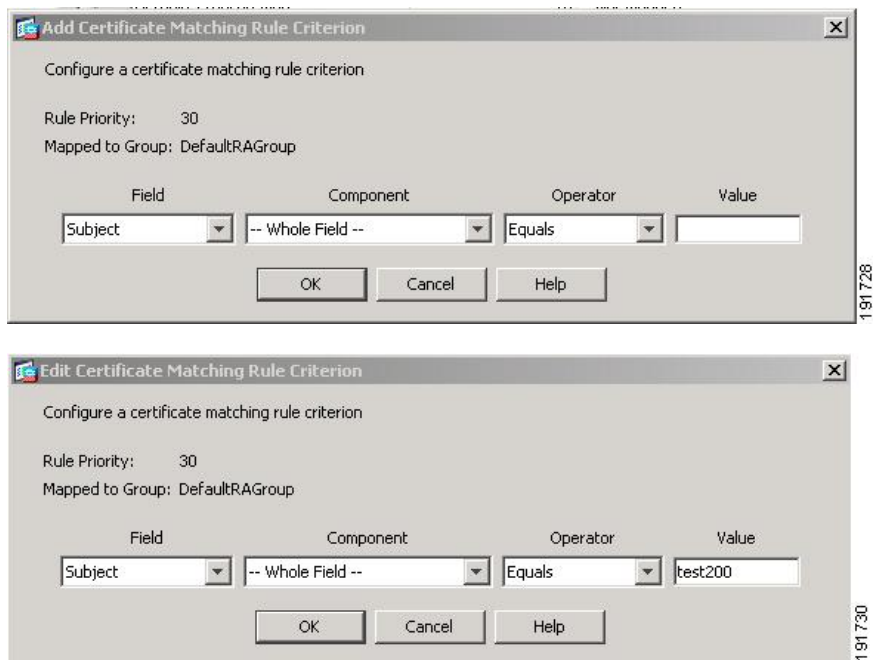 Add Certificate Matching Rule Criterion
Configure a certificate matching rule criterion
Rule Priority: 30
Mapped to Group: DefaultRAGroup
Field Component Operator Value
Subject -- Whole Field -- Equals
OK Cancel Help
191728
Edit Certificate Matching Rule Criterion
Configure a certificate matching rule criterion
Rule Priority: 30
Mapped to Group: DefaultRAGroup
Field Component Operator Value
Subject -- Whole Field -- Equals test200
OK Cancel Help
191730